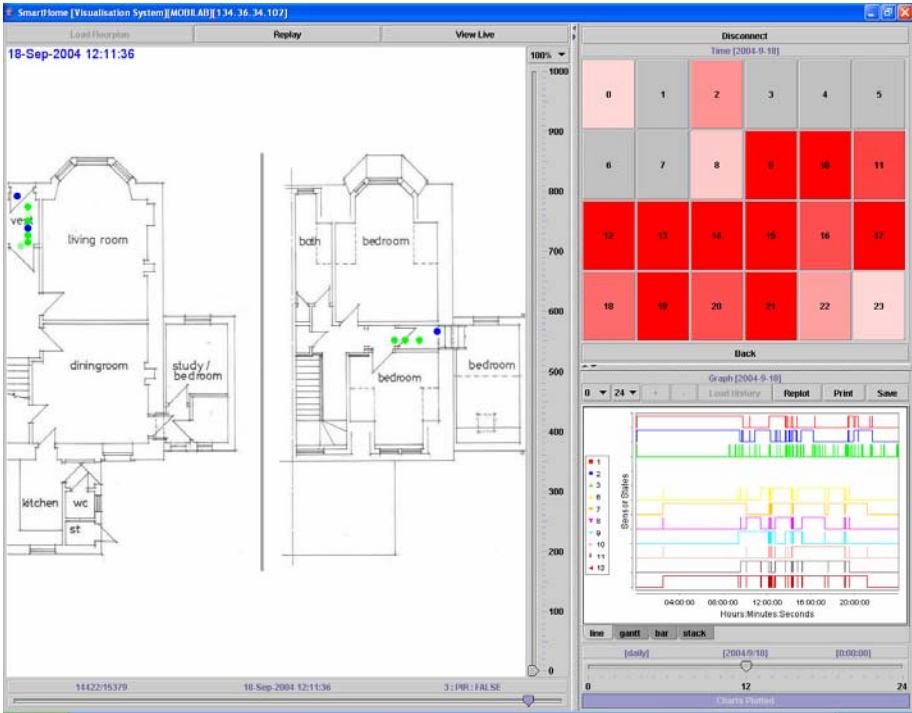 SmartHome [Visualisation System][MOBILAB][134.36.34.102]
Load Floorplan Replay View Live
18-Sep-2004 12:11:36
100%
1000
900
800
700
600
500
400
300
200
100
0
living room
diningroom
study / bedroom
kitchen
wc
st
bath
bedroom
bedroom
bedroom
14422/15379 18-Sep-2004 12:11:36 3 : PIR : FALSE
Disconnect
Time [2004-9-18]
0 1 2 3 4 5
6 7 8 9 10 11
12 13 14 15 16 17
18 19 20 21 22 23
Back
Graph [2004-9-18]
0 24 + - Load History Replot Print Save
Sensor States
1
2
3
6
7
8
9
10
11
12
04:00:00 08:00:00 12:00:00 16:00:00 20:00:00
Hours:Minutes:Seconds
line gantt bar stack
[daily] [2004/9/18] [0:00:00]
0 12 24
Charts Plotted